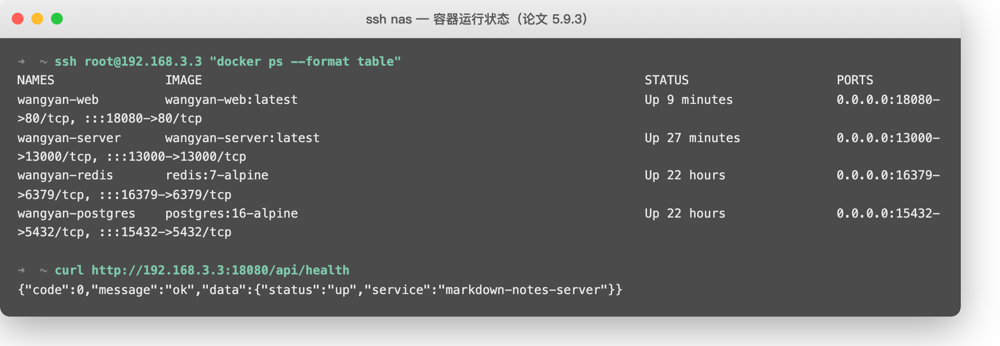 ssh nas — 容器运行状态（论文 5.9.3）
➜  ~ ssh root@192.168.3.3 "docker ps --format table"
NAMES               IMAGE                                                            STATUS                    PORTS
wangyan-web         wangyan-web:latest                                               Up 9 minutes              0.0.0.0:18080-
>80/tcp, :::18080->80/tcp
wangyan-server      wangyan-server:latest                                            Up 27 minutes             0.0.0.0:13000-
>13000/tcp, :::13000->13000/tcp
wangyan-redis       redis:7-alpine                                                   Up 22 hours               0.0.0.0:16379-
>6379/tcp, :::16379->6379/tcp
wangyan-postgres    postgres:16-alpine                                               Up 22 hours               0.0.0.0:15432-
>5432/tcp, :::15432->5432/tcp
➜  ~ curl http://192.168.3.3:18080/api/health
{"code":0,"message":"ok","data":{"status":"up","service":"markdown-notes-server"}}